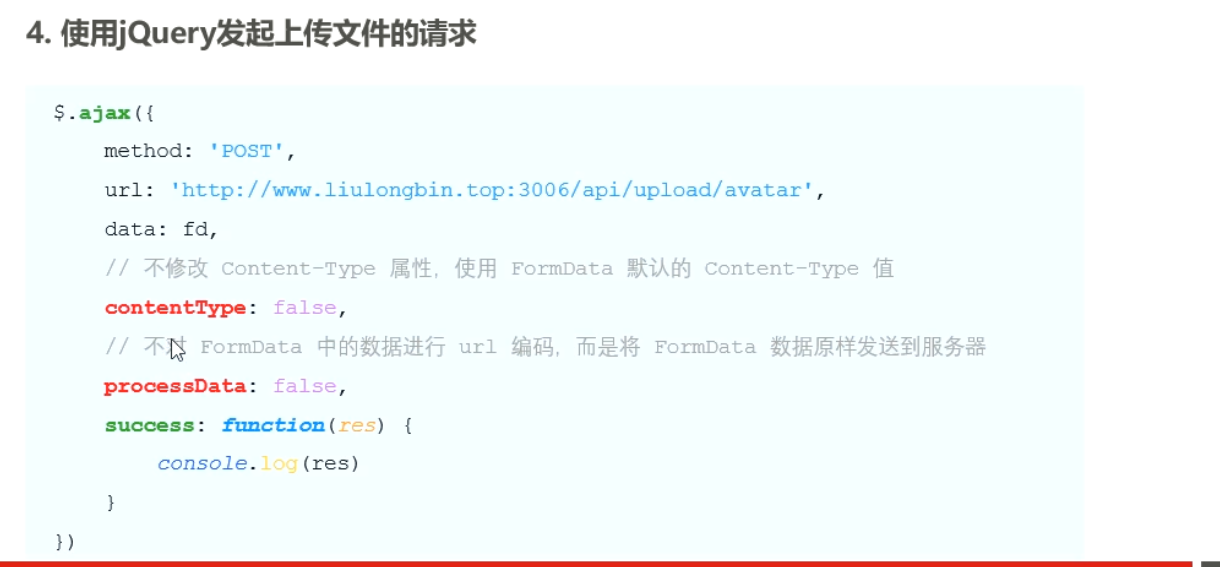 4. 使用jQuery发起上传文件的请求
$.ajax({
method: 'POST',
url: 'http://www.liulongbin.top:3006/api/upload/avatar',
data: fd,
// 不修改 Content-Type 属性，使用 FormData 默认的 Content-Type 值
contentType: false,
// 不对 FormData 中的数据进行 url 编码，而是将 FormData 数据原样发送到服务器
processData: false,
success: function(res) {
console.log(res)
}
})